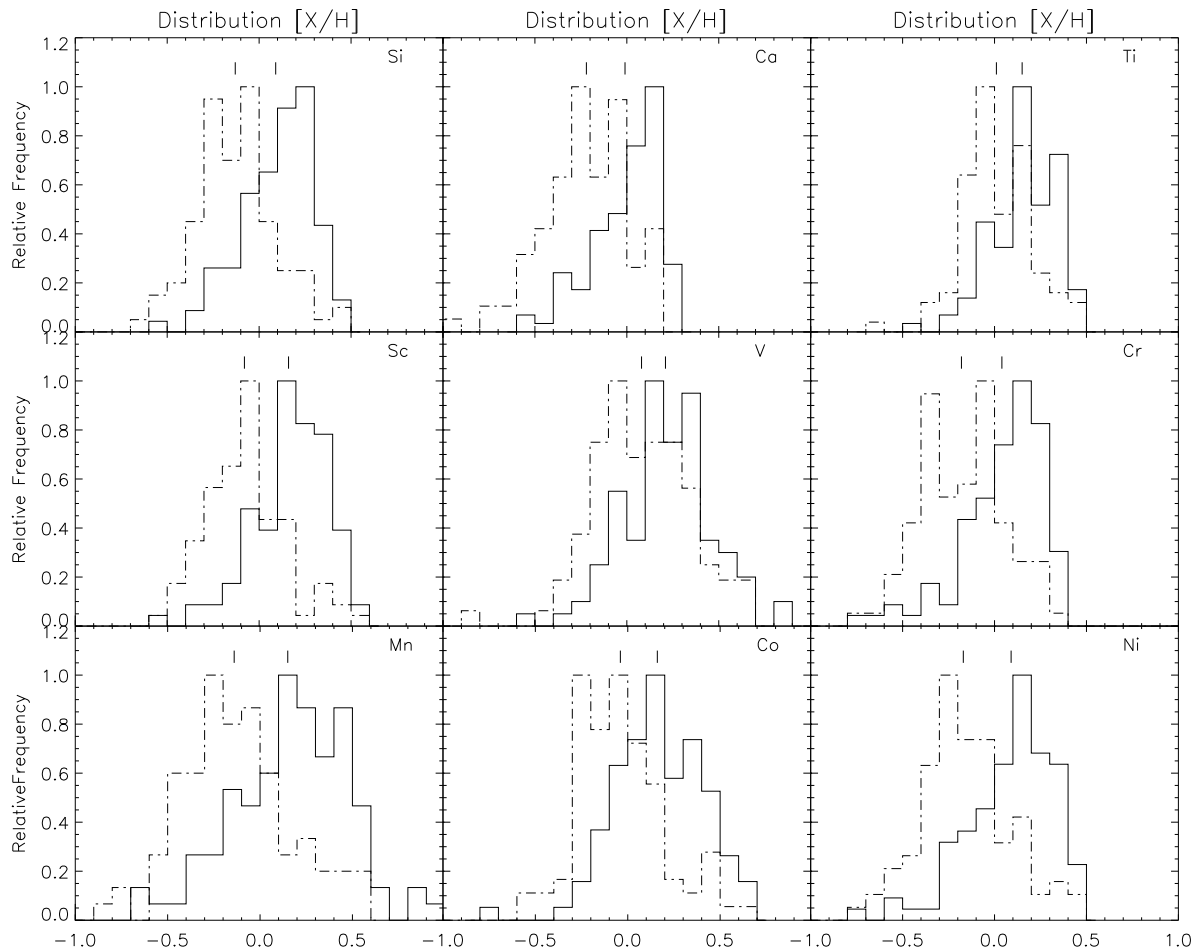 Distribution [X/H] Distribution [X/H] Distribution [X/H]
1.2 Si Ca Ti
1.0
0.8
0.6
0.4
0.2
0.0
Relative Frequency
1.2 Sc V Cr
1.0
0.8
0.6
0.4
0.2
0.0
Relative Frequency
1.2 Mn Co Ni
1.0
0.8
0.6
0.4
0.2
0.0
RelativeFrequency
-1.0 -0.5 0.0 0.5 -1.0 -0.5 0.0 0.5 -1.0 -0.5 0.0 0.5 1.0